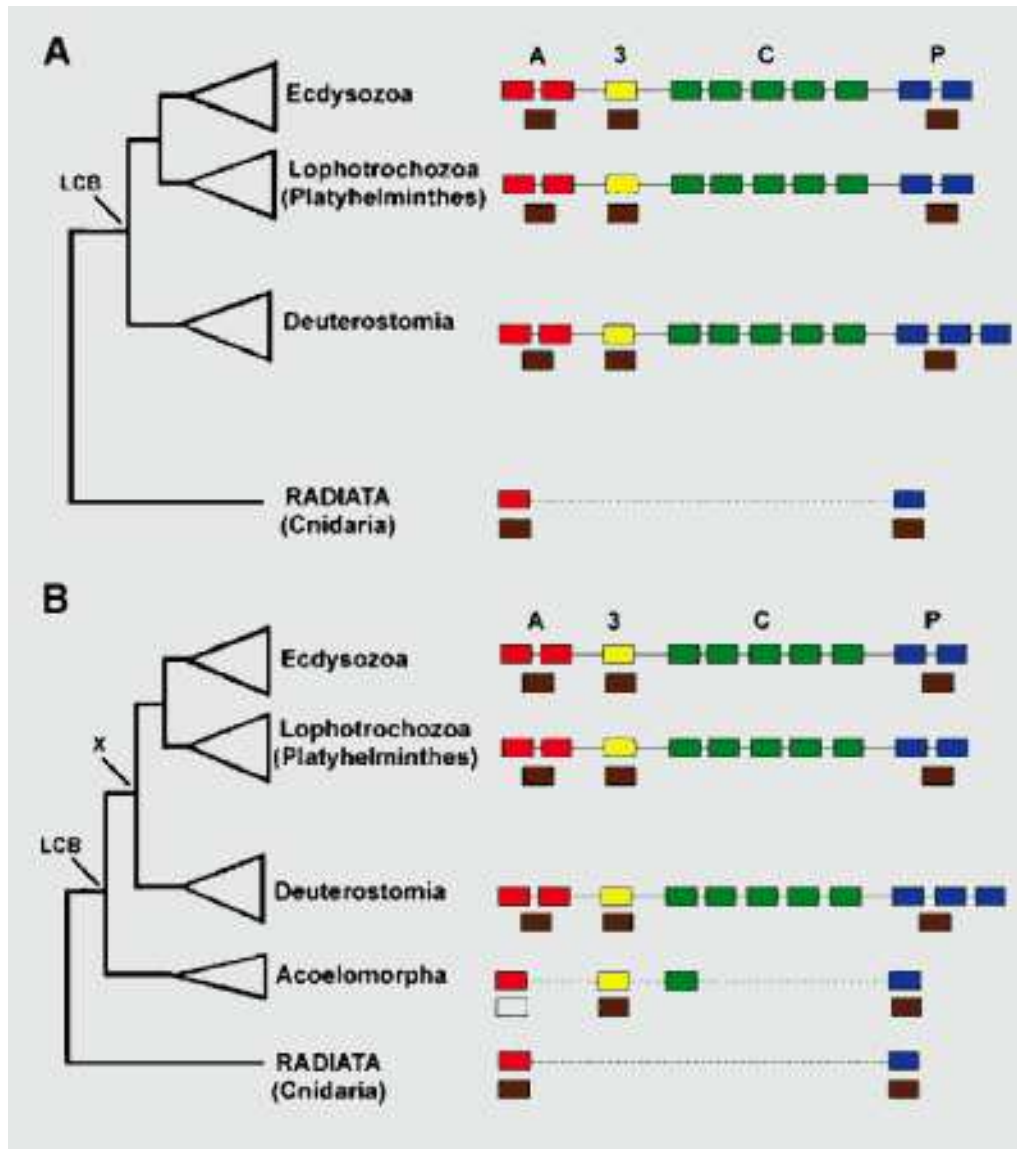 A
A 3 C P
Ecdysozoa
Lophotrochozoa
(Platyhelminthes)
LCB
Deuterostomia
RADIATA
(Cnidaria)
B
A 3 C P
Ecdysozoa
Lophotrochozoa
(Platyhelminthes)
X
LCB
Deuterostomia
Acoelomorpha
RADIATA
(Cnidaria)